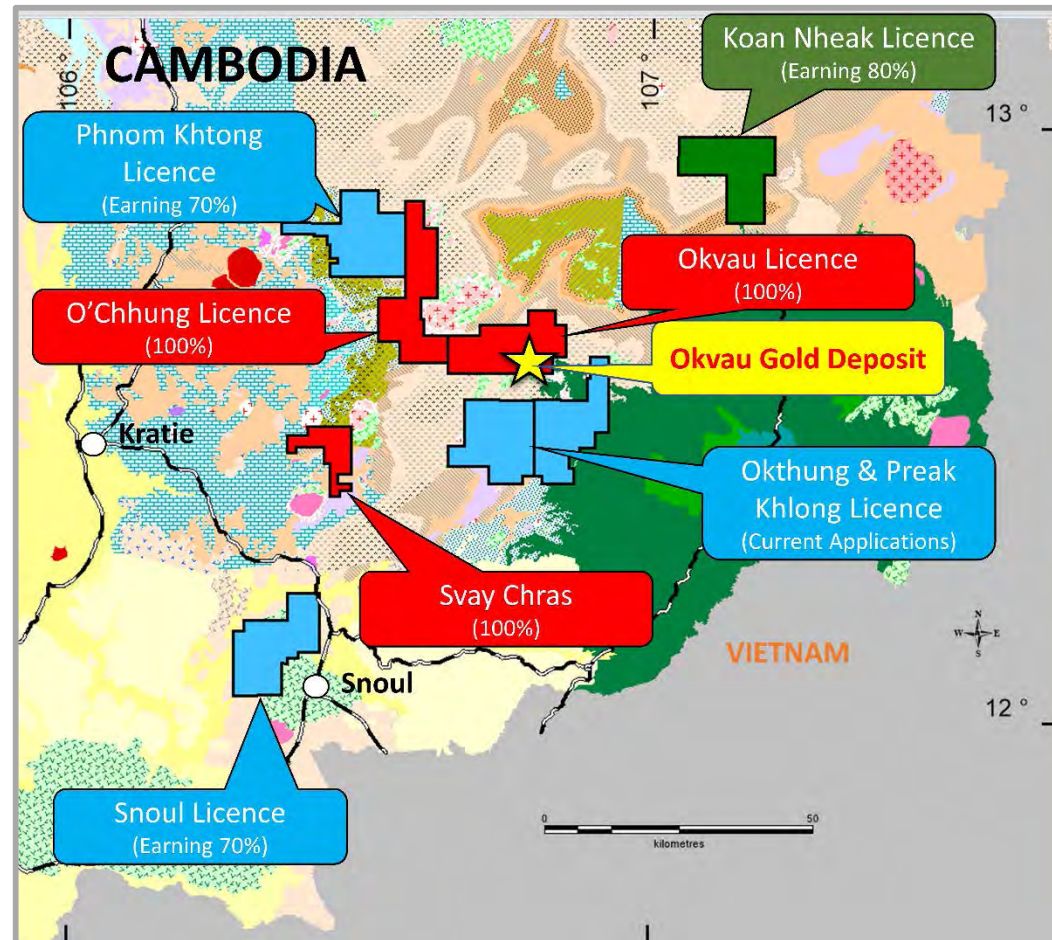 106 °
107 °
CAMBODIA
Koan Nheak Licence
(Earning 80%)
13 °
Phnom Khtong
Licence
(Earning 70%)
Okvau Licence
(100%)
O’Chhung Licence
(100%)
Okvau Gold Deposit
Kratie
Okthung & Preak
Khlong Licence
(Current Applications)
Svay Chras
(100%)
N
W E
S
VIETNAM
Snoul
12 °
Snoul Licence
(Earning 70%)
0 50
kilometres